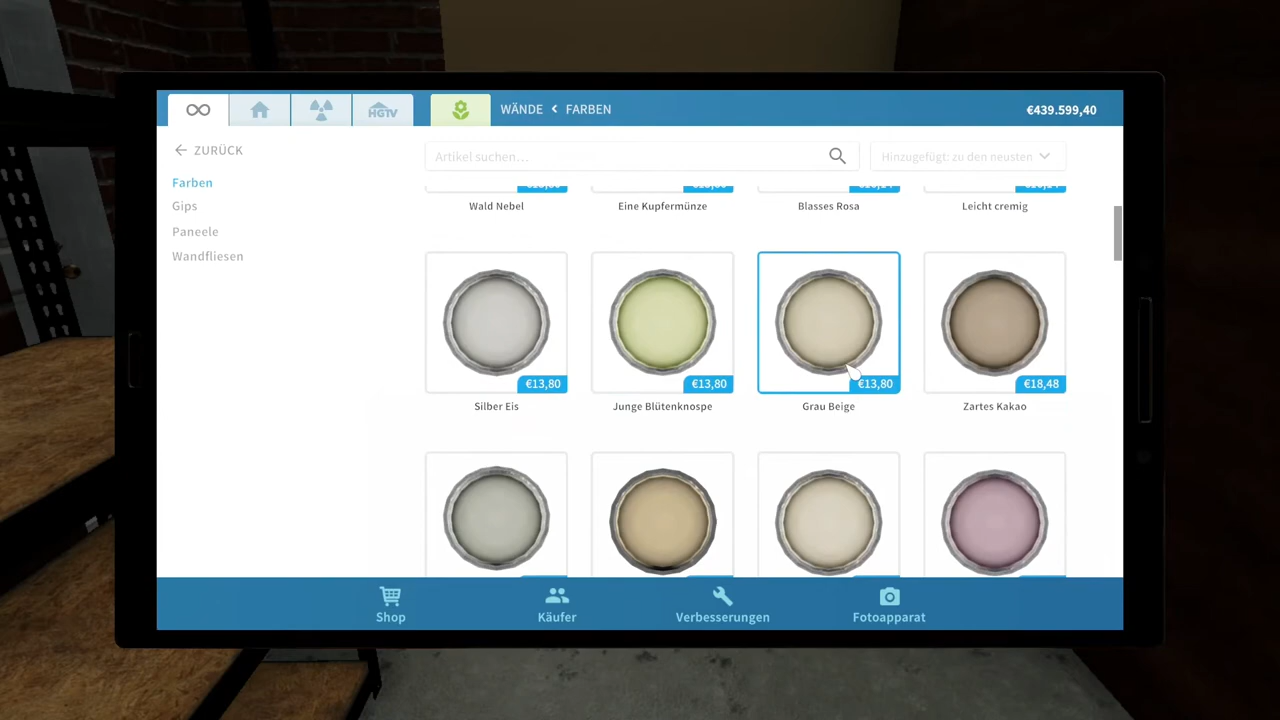 HGTV
WÄNDE < FARBEN
€439.599,40
← ZURÜCK
Artikel suchen...
Hinzugefügt: zu den neusten
Farben
Gips
Paneele
Wandfliesen
Wald Nebel
Eine Kupfermünze
Blasses Rosa
Leicht cremig
€13,80
€13,80
€13,80
€18,48
Silber Eis
Junge Blütenknospe
Grau Beige
Zartes Kakao
Shop
Käufer
Verbesserungen
Fotoapparat